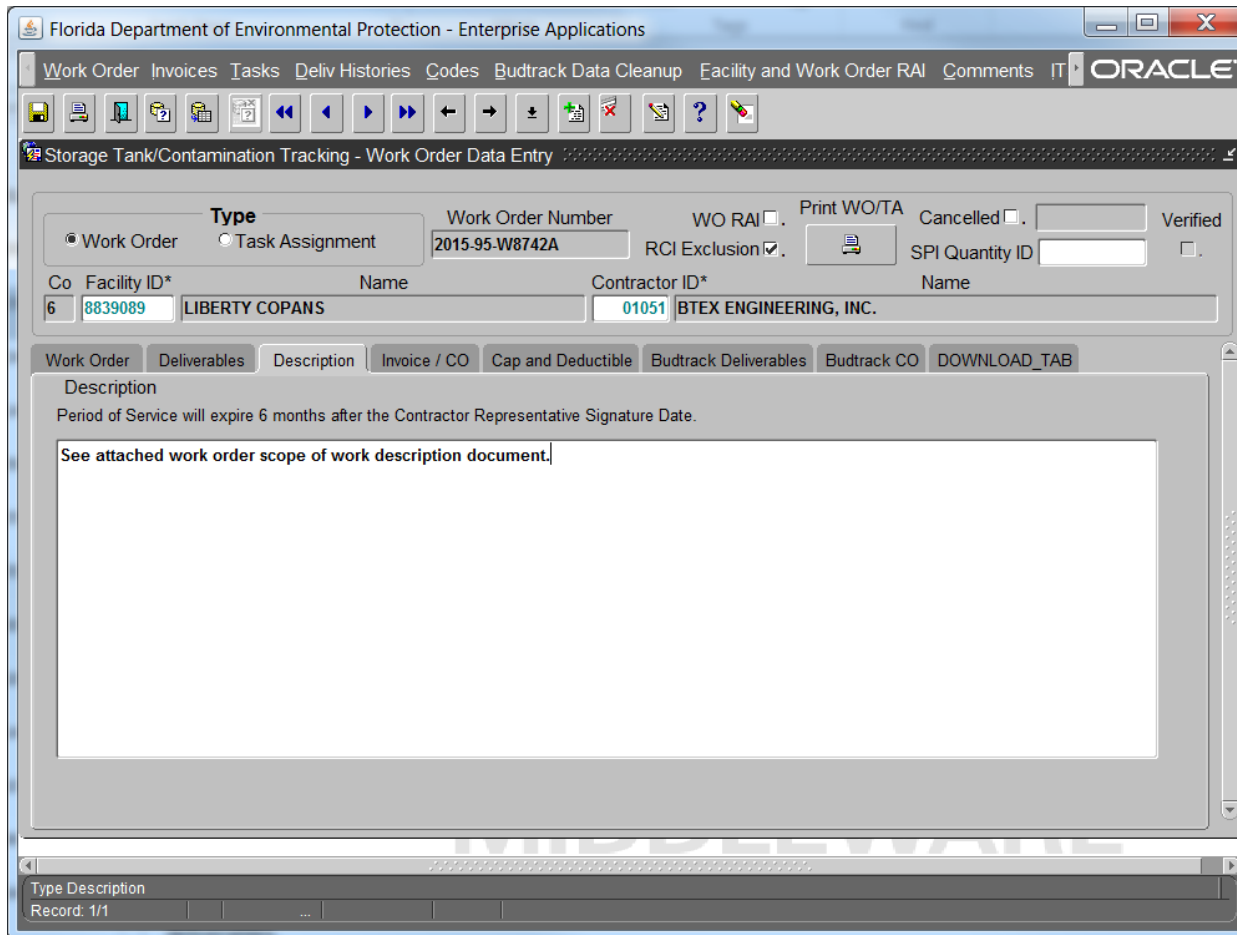 Florida Department of Environmental Protection - Enterprise Applications
Work Order Invoices Tasks Deliv Histories Codes Budtrack Data Cleanup Facility and Work Order RAI Comments IT ORACLE
Storage Tank/Contamination Tracking - Work Order Data Entry
Type
Work Order Task Assignment
Work Order Number
2015-95-W8742A
WO RAI .
RCI Exclusion .
Print WO/TA
Cancelled .
SPI Quantity ID
Verified
.
Co Facility ID* Name Contractor ID* Name
6 8839089 LIBERTY COPANS 01051 BTEX ENGINEERING, INC.
Work Order Deliverables Description Invoice / CO Cap and Deductible Budtrack Deliverables Budtrack CO DOWNLOAD_TAB
Description
Period of Service will expire 6 months after the Contractor Representative Signature Date.
See attached work order scope of work description document.
MIDDLEWARE
Type Description
Record: 1/1 ...